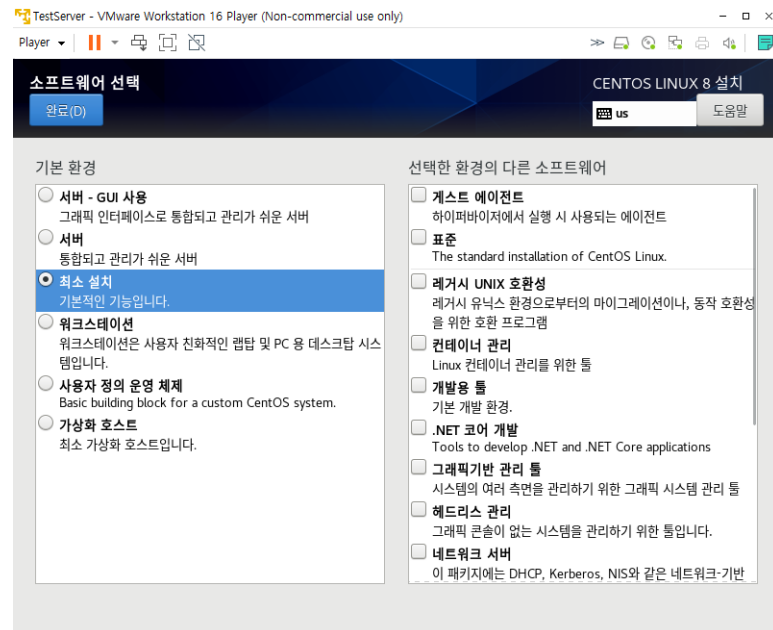 TestServer - VMware Workstation 16 Player (Non-commercial use only)
Player
소프트웨어 선택
CENTOS LINUX 8 설치
완료(D)
us
도움말
기본 환경
서버 - GUI 사용
그래픽 인터페이스로 통합되고 관리가 쉬운 서버
서버
통합되고 관리가 쉬운 서버
최소 설치
기본적인 기능입니다.
워크스테이션
워크스테이션은 사용자 친화적인 랩탑 및 PC 용 데스크탑 시스
템입니다.
사용자 정의 운영 체제
Basic building block for a custom CentOS system.
가상화 호스트
최소 가상화 호스트입니다.
선택한 환경의 다른 소프트웨어
게스트 에이전트
하이퍼바이저에서 실행 시 사용되는 에이전트
표준
The standard installation of CentOS Linux.
레거시 UNIX 호환성
레거시 유닉스 환경으로부터의 마이그레이션이나, 동작 호환성
을 위한 호환 프로그램
컨테이너 관리
Linux 컨테이너 관리를 위한 툴
개발용 툴
기본 개발 환경.
.NET 코어 개발
Tools to develop .NET and .NET Core applications
그래픽기반 관리 툴
시스템의 여러 측면을 관리하기 위한 그래픽 시스템 관리 툴
헤드리스 관리
그래픽 콘솔이 없는 시스템을 관리하기 위한 툴입니다.
네트워크 서버
이 패키지에는 DHCP, Kerberos, NIS와 같은 네트워크-기반